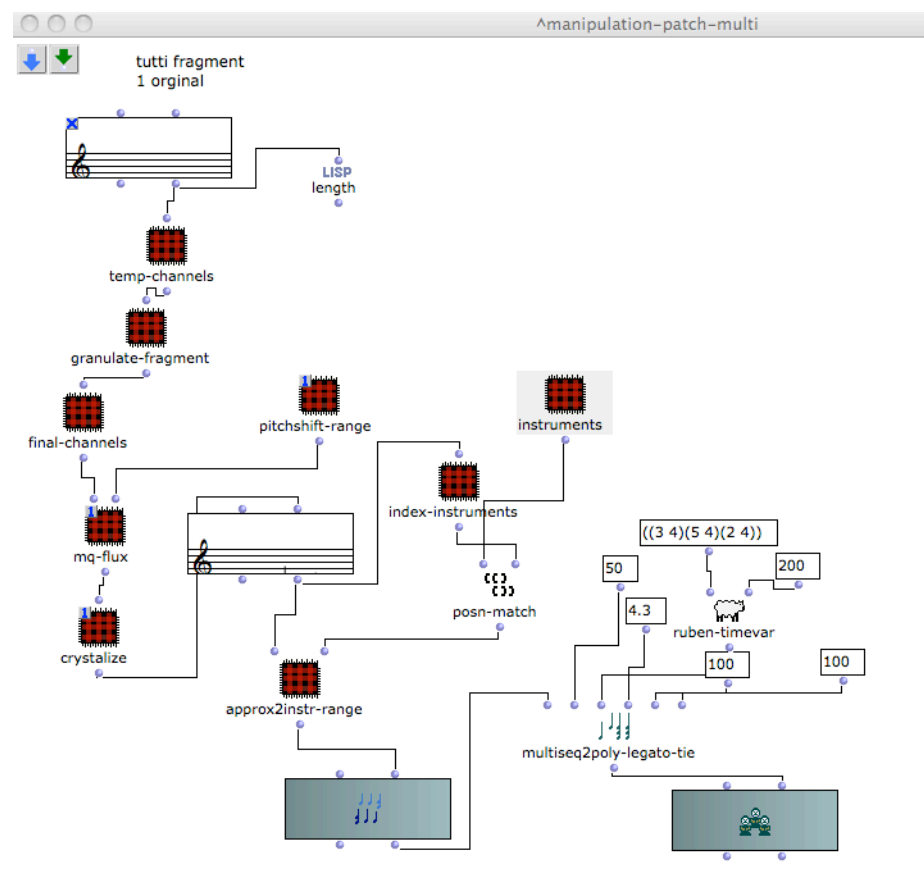 ^manipulation-patch-multi
tutti fragment
1 orginal
LISP
length
temp-channels
granulate-fragment
1
pitchshift-range
instruments
final-channels
index-instruments
((3 4)(5 4)(2 4))
1
mq-flux
50
200
posn-match
4.3
ruben-timevar
1
crystalize
100
100
approx2instr-range
multiseq2poly-legato-tie